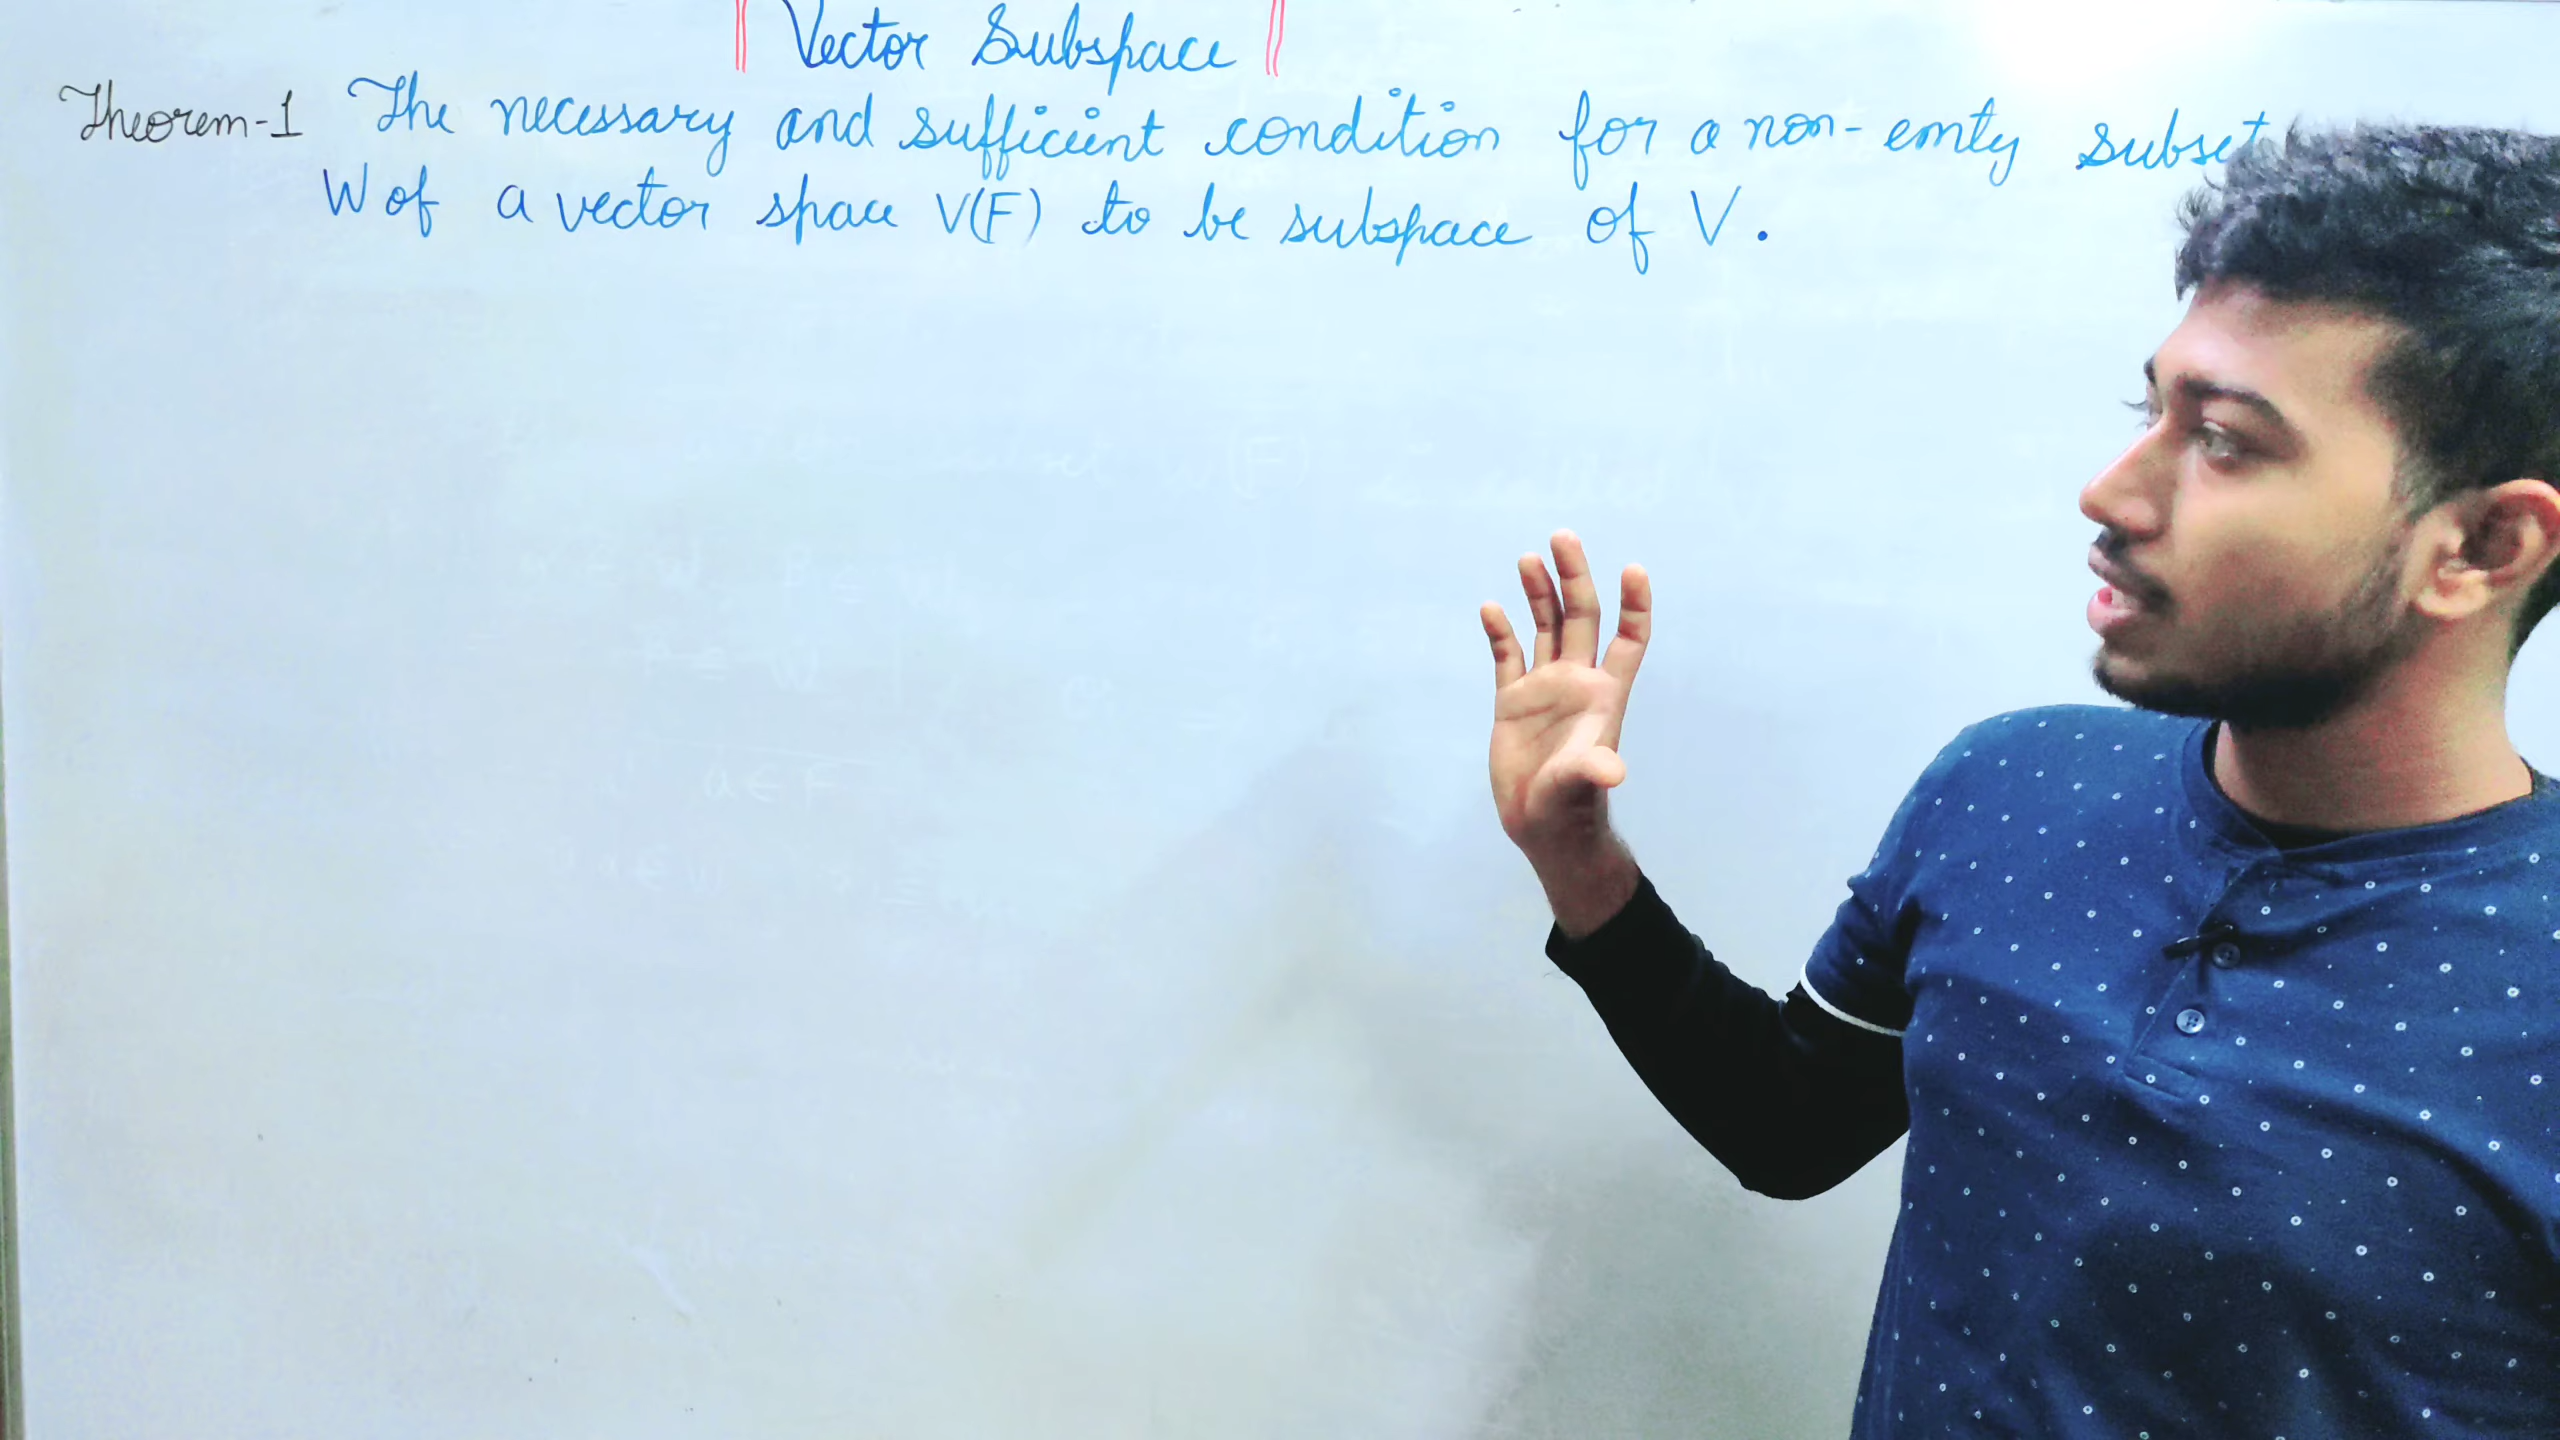 Vector Subspace
Theorem-1 The necessary and sufficient condition for a non-emty subset
W of a vector space V(F) to be subspace of V.